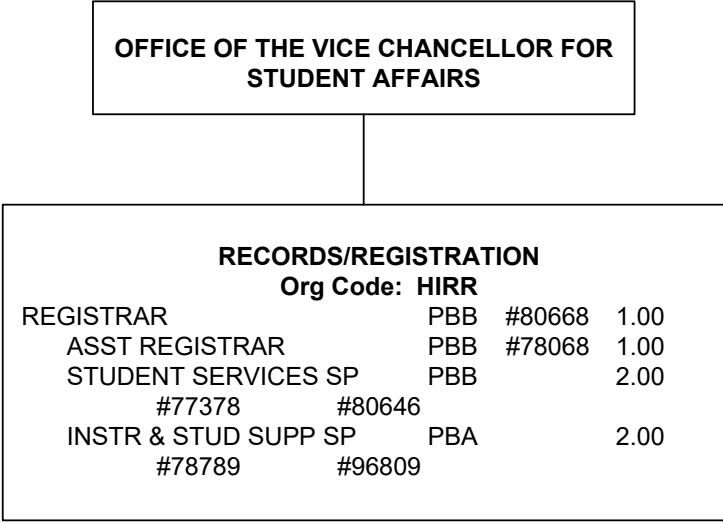 OFFICE OF THE VICE CHANCELLOR FOR
STUDENT AFFAIRS
RECORDS/REGISTRATION
Org Code: HIRR
REGISTRAR PBB #80668 1.00
ASST REGISTRAR PBB #78068 1.00
STUDENT SERVICES SP PBB 2.00
#77378 #80646
INSTR & STUD SUPP SP PBA 2.00
#78789 #96809